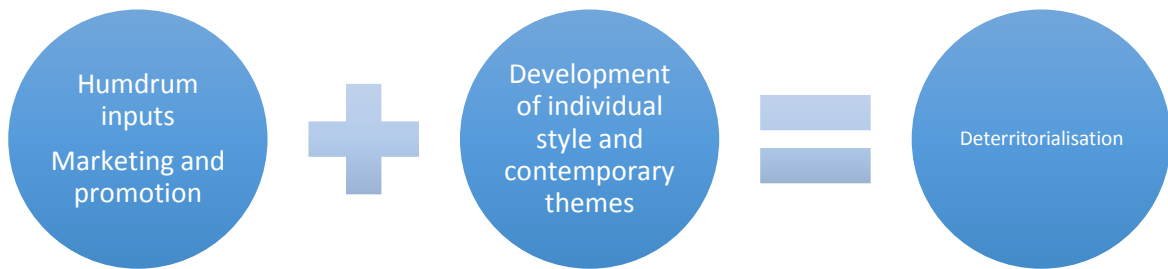 Humdrum
inputs
Marketing and
promotion
Development
of individual
style and
contemporary
themes
Deterritorialisation